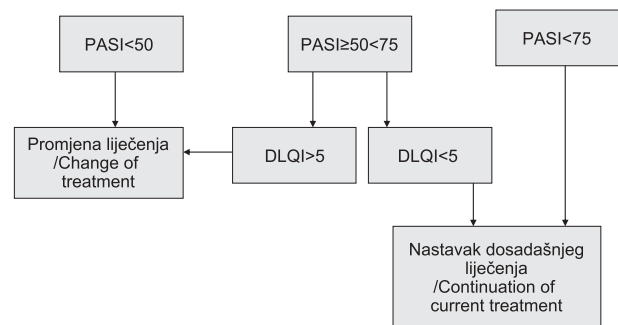 PASI<50
PASI≥50<75
PASI<75
Promjena liječenja
/Change of
treatment
DLQI>5
DLQI<5
Nastavak dosadašnjeg
liječenja
/Continuation of
current treatment